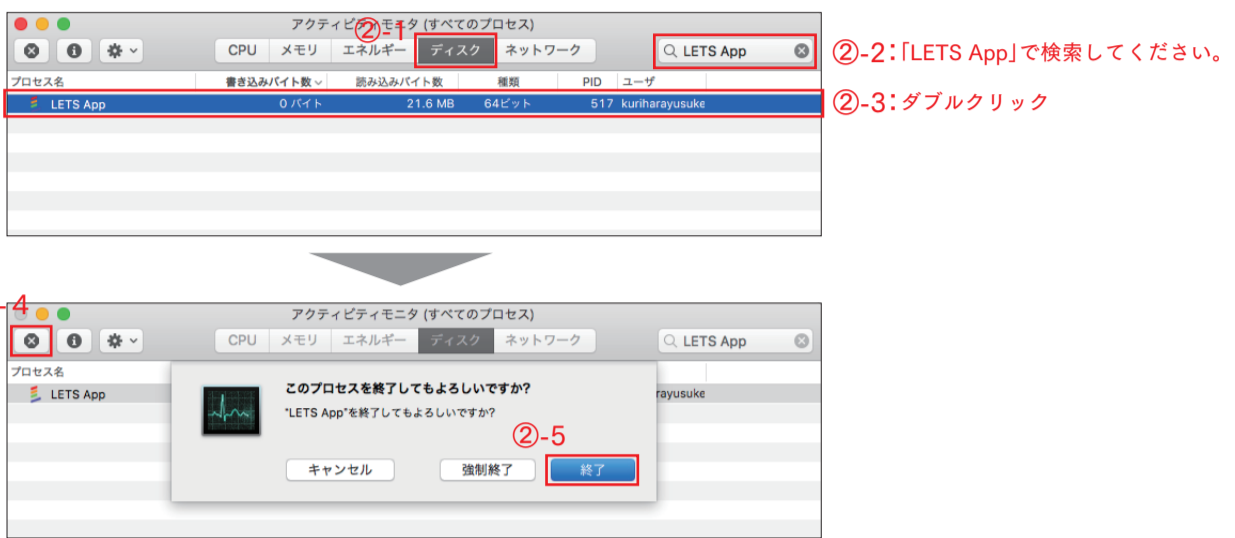 アクティビティモニタ (すべてのプロセス)
②-1
CPU メモリ エネルギー ディスク ネットワーク LETS App
②-2：「LETS App」で検索してください。
プロセス名 書き込みバイト数 読み込みバイト数 種類 PID ユーザ
LETS App 0 バイト 21.6 MB 64ビット 517 kuriharayusuke
②-3：ダブルクリック
-4
アクティビティモニタ (すべてのプロセス)
CPU メモリ エネルギー ディスク ネットワーク LETS App
プロセス名
LETS App rayusuke
このプロセスを終了してもよろしいですか?
"LETS App"を終了してもよろしいですか?
②-5
キャンセル 強制終了 終了